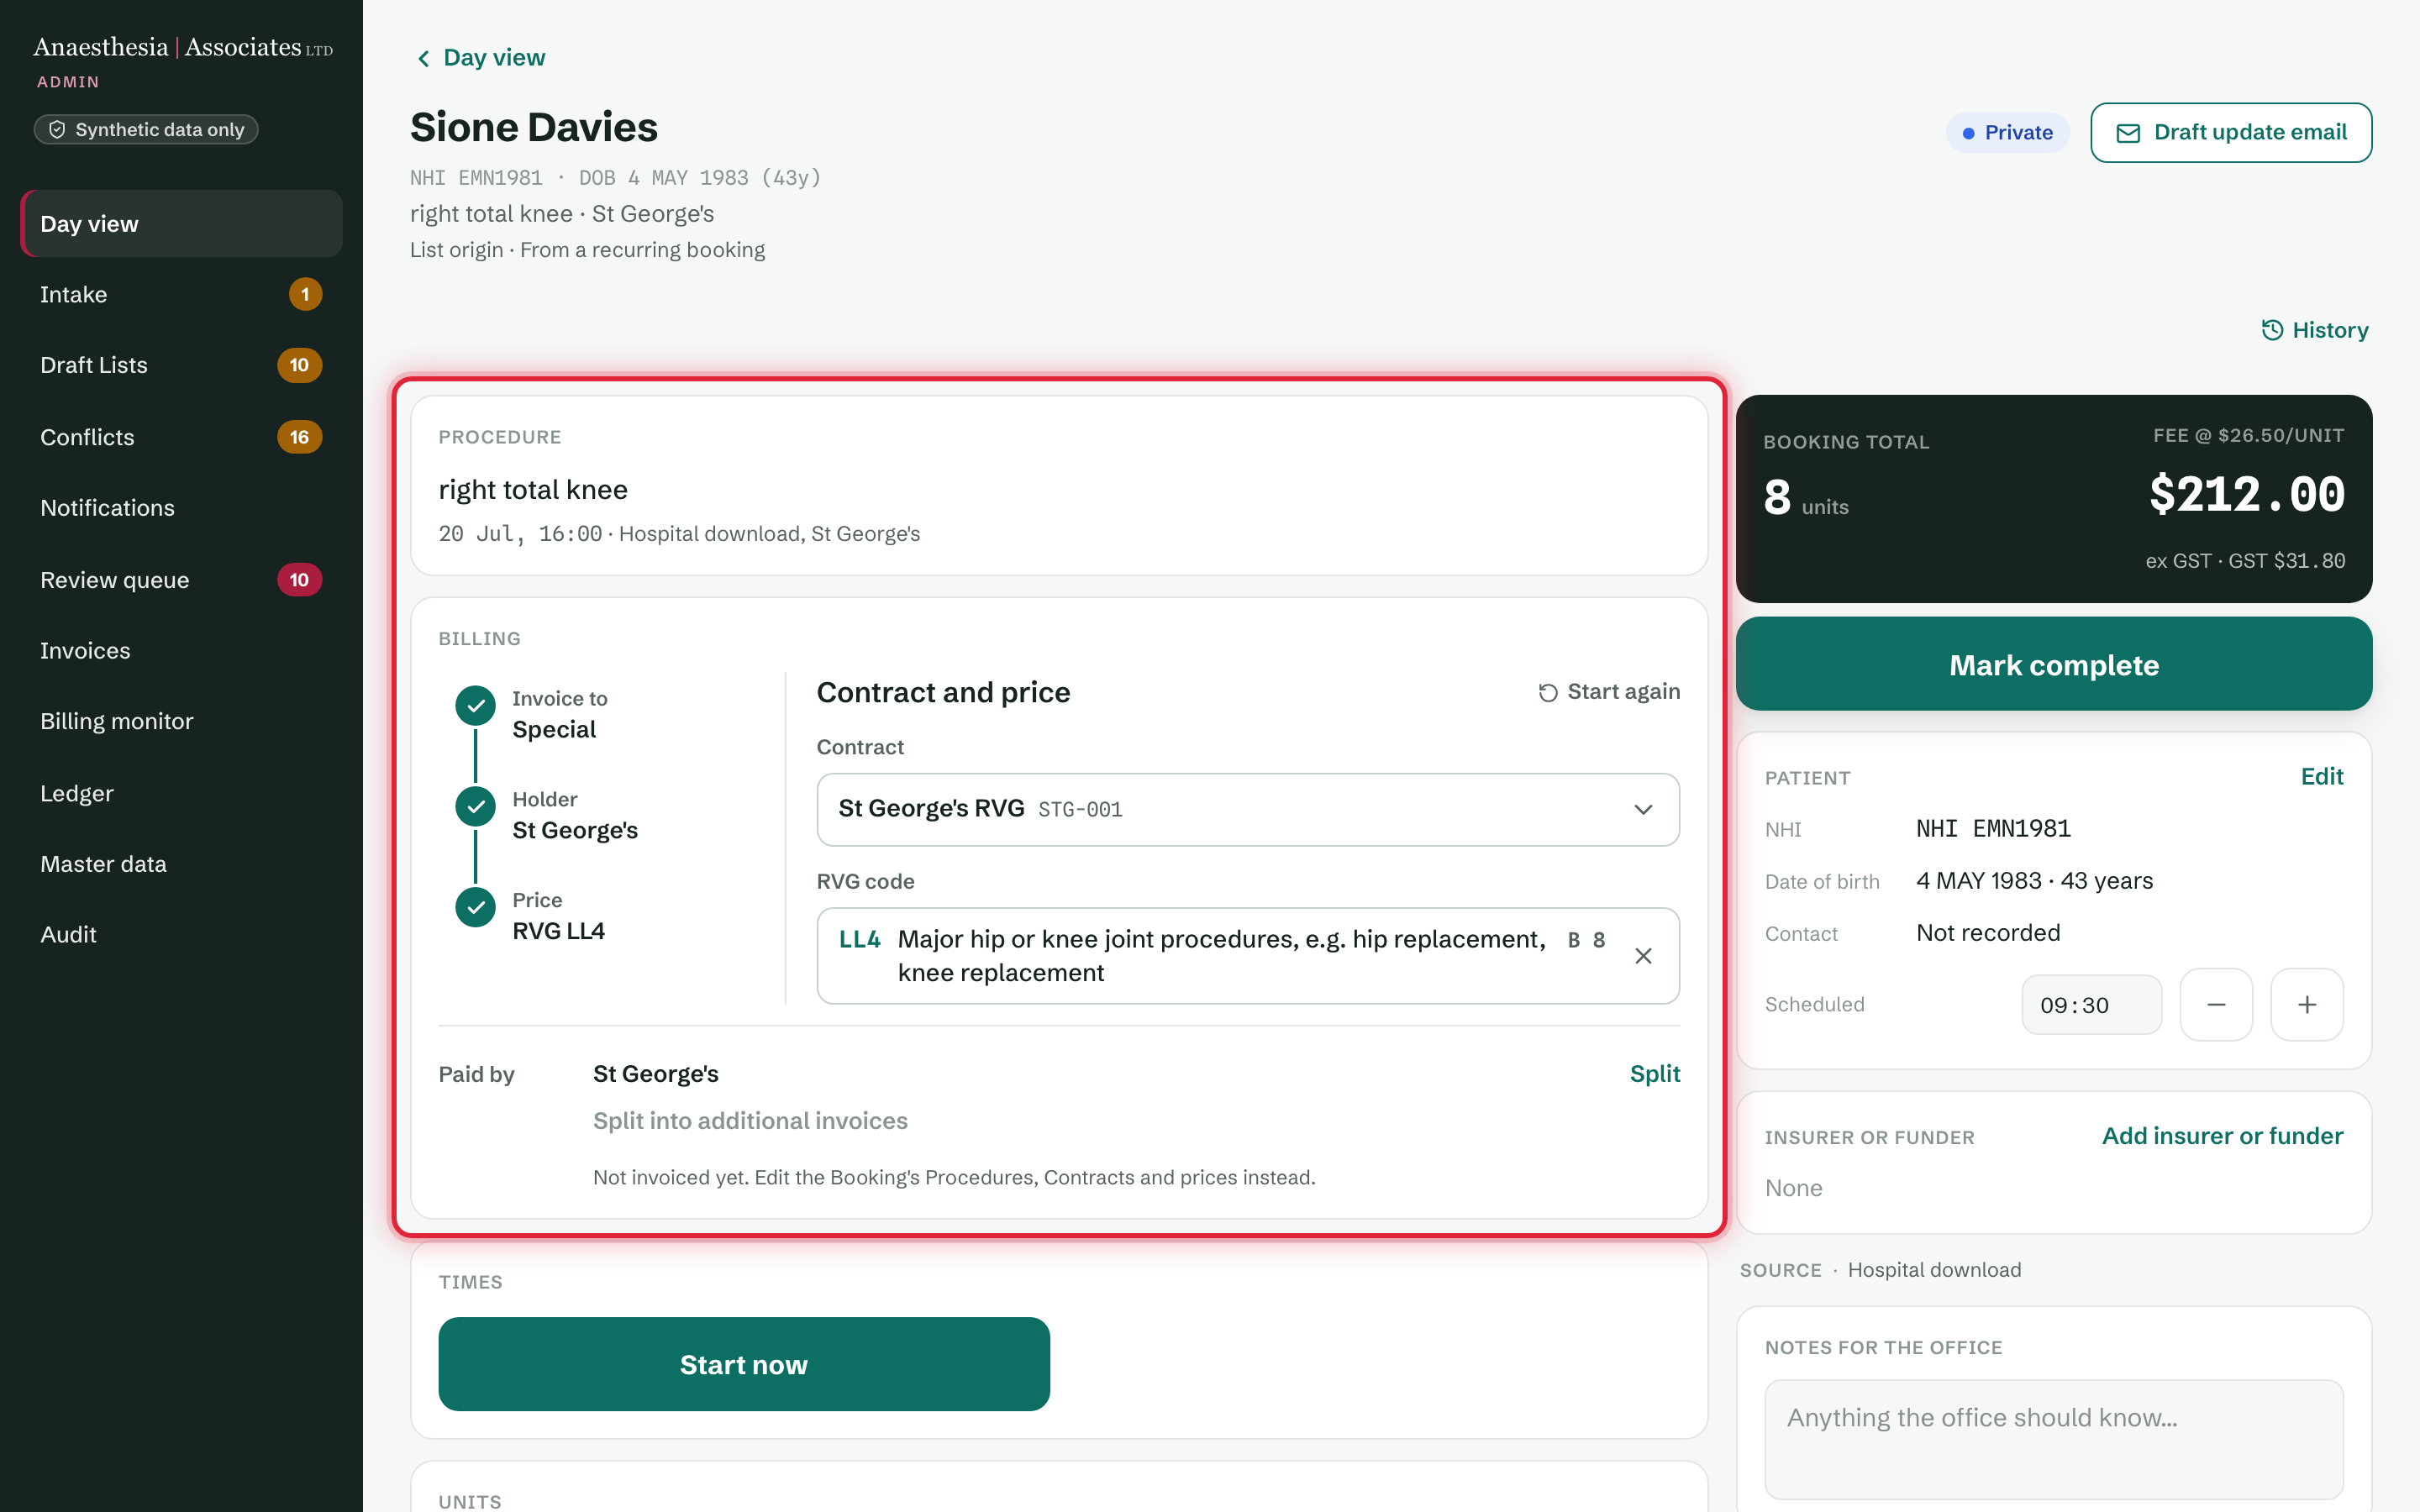 Anaesthesia | Associates LTD
ADMIN
Synthetic data only
Day view
Intake 1
Draft Lists 10
Conflicts 16
Notifications
Review queue 10
Invoices
Billing monitor
Ledger
Master data
Audit
Day view
Sione Davies
NHI EMN1981 · DOB 4 MAY 1983 (43y)
right total knee · St George's
List origin · From a recurring booking
Private
Draft update email
History
PROCEDURE
right total knee
20 Jul, 16:00 · Hospital download, St George's
BILLING
Invoice to
Special
Holder
St George's
Price
RVG LL4
Contract and price
Start again
Contract
St George's RVG STG-001
RVG code
LL4 Major hip or knee joint procedures, e.g. hip replacement, B 8
knee replacement
Paid by St George's Split
Split into additional invoices
Not invoiced yet. Edit the Booking's Procedures, Contracts and prices instead.
TIMES
Start now
UNITS
BOOKING TOTAL FEE @ $26.50/UNIT
8 units $212.00
ex GST · GST $31.80
Mark complete
PATIENT Edit
NHI NHI EMN1981
Date of birth 4 MAY 1983 · 43 years
Contact Not recorded
Scheduled 09:30 − +
INSURER OR FUNDER Add insurer or funder
None
SOURCE · Hospital download
NOTES FOR THE OFFICE
Anything the office should know...